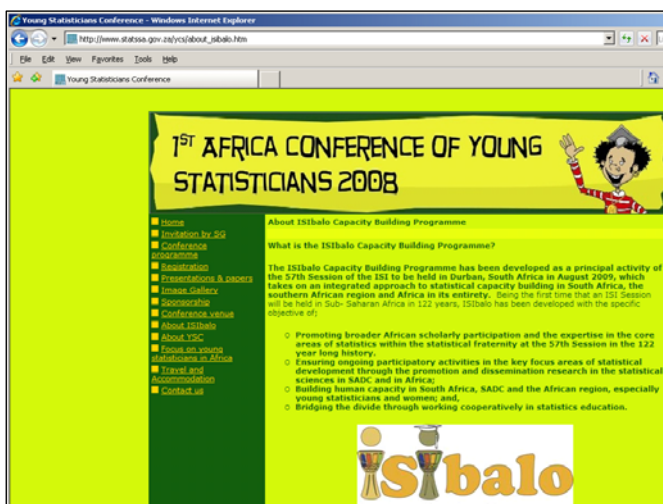 Young Statisticians Conference - Windows Internet Explorer
http://www.statssa.gov.za/ycs/about_isibalo.htm
File Edit View Favorites Tools Help
Young Statisticians Conference
1ST AFRICA CONFERENCE OF YOUNG
STATISTICIANS 2008
Home
Invitation by SG
Conference
programme
Registration
Presentations & papers
Image Gallery
Sponsorship
Conference venue
About ISIbalo
About YSC
Focus on young
statisticians in Africa
Travel and
Accommodation
Contact us
About ISIbalo Capacity Building Programme
What is the ISIbalo Capacity Building Programme?
The ISIbalo Capacity Building Programme has been developed as a principal activity of
the 57th Session of the ISI to be held in Durban, South Africa in August 2009, which
takes on an integrated approach to statistical capacity building in South Africa, the
southern African region and Africa in its entirety. Being the first time that an ISI Session
will be held in Sub- Saharan Africa in 122 years, ISIbalo has been developed with the specific
objective of;
Promoting broader African scholarly participation and the expertise in the core
areas of statistics within the statistical fraternity at the 57th Session in the 122
year long history.
Ensuring ongoing participatory activities in the key focus areas of statistical
development through the promotion and dissemination research in the statistical
sciences in SADC and in Africa;
Building human capacity in South Africa, SADC and the African region, especially
young statisticians and women; and,
Bridging the divide through working cooperatively in statistics education.
isibalo